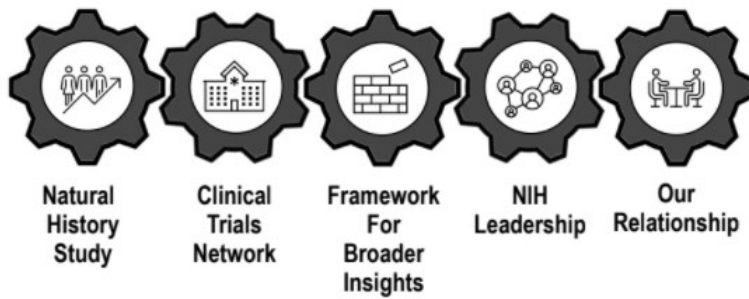 Natural
History
Study
Clinical
Trials
Network
Framework
For
Broader
Insights
NIH
Leadership
Our
Relationship